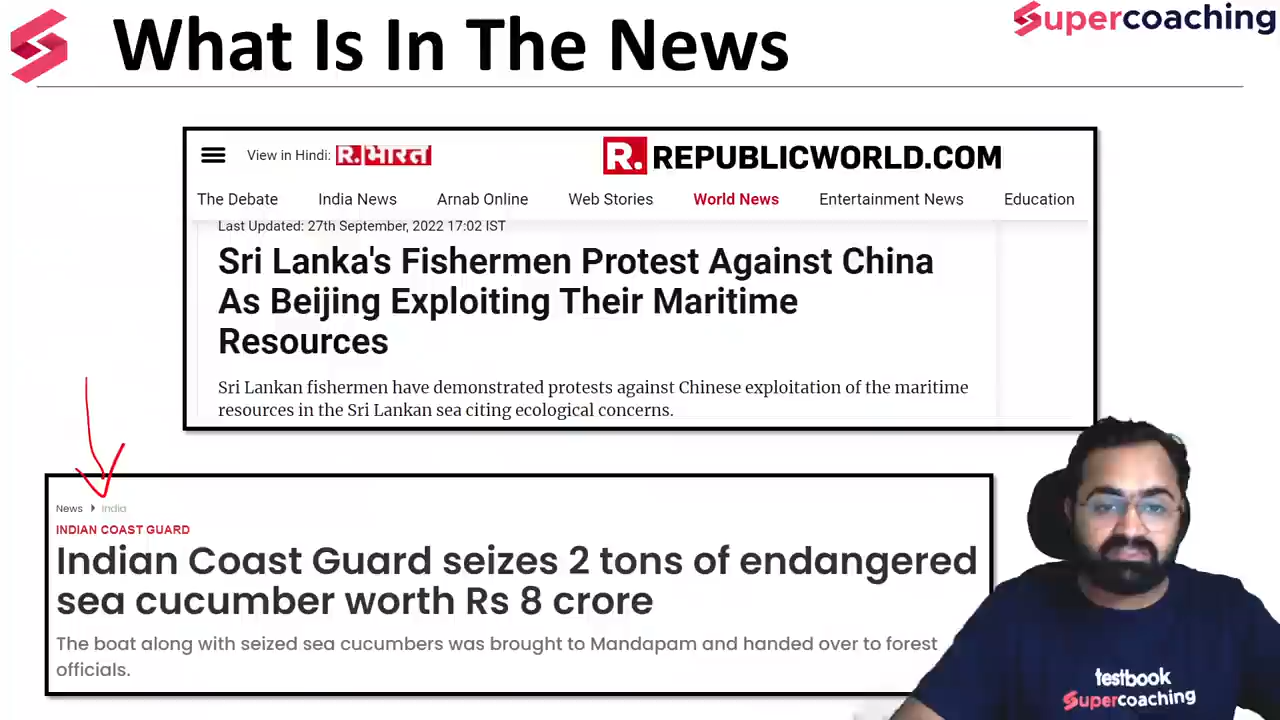 What Is In The News
Supercoaching
View in Hindi: R.भारत
R. REPUBLICWORLD.COM
The Debate India News Arnab Online Web Stories World News Entertainment News Education
Last Updated: 27th September, 2022 17:02 IST
Sri Lanka's Fishermen Protest Against China
As Beijing Exploiting Their Maritime
Resources
Sri Lankan fishermen have demonstrated protests against Chinese exploitation of the maritime
resources in the Sri Lankan sea citing ecological concerns.
News India
INDIAN COAST GUARD
Indian Coast Guard seizes 2 tons of endangered
sea cucumber worth Rs 8 crore
The boat along with seized sea cucumbers was brought to Mandapam and handed over to forest
officials.
testbook
Supercoaching